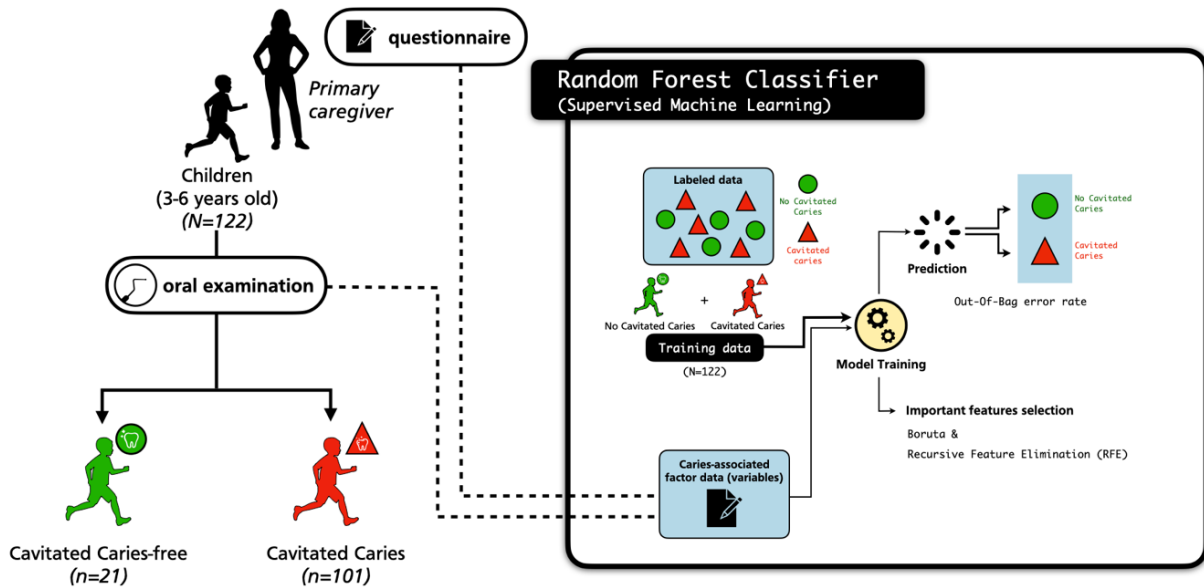 questionnaire
Primary
caregiver
Children
(3-6 years old)
(N=122)
oral examination
Cavitated Caries-free
(n=21)
Cavitated Caries
(n=101)
Random Forest Classifier
(Supervised Machine Learning)
Labeled data
No Cavitated
Caries
Cavitated
caries
+
No Cavitated Caries
Cavitated Caries
Training data
(N=122)
Caries-associated
factor data (variables)
Model Training
Prediction
No Cavitated
Caries
Cavitated
Caries
Out-Of-Bag error rate
Important features selection
Boruta &
Recursive Feature Elimination (RFE)